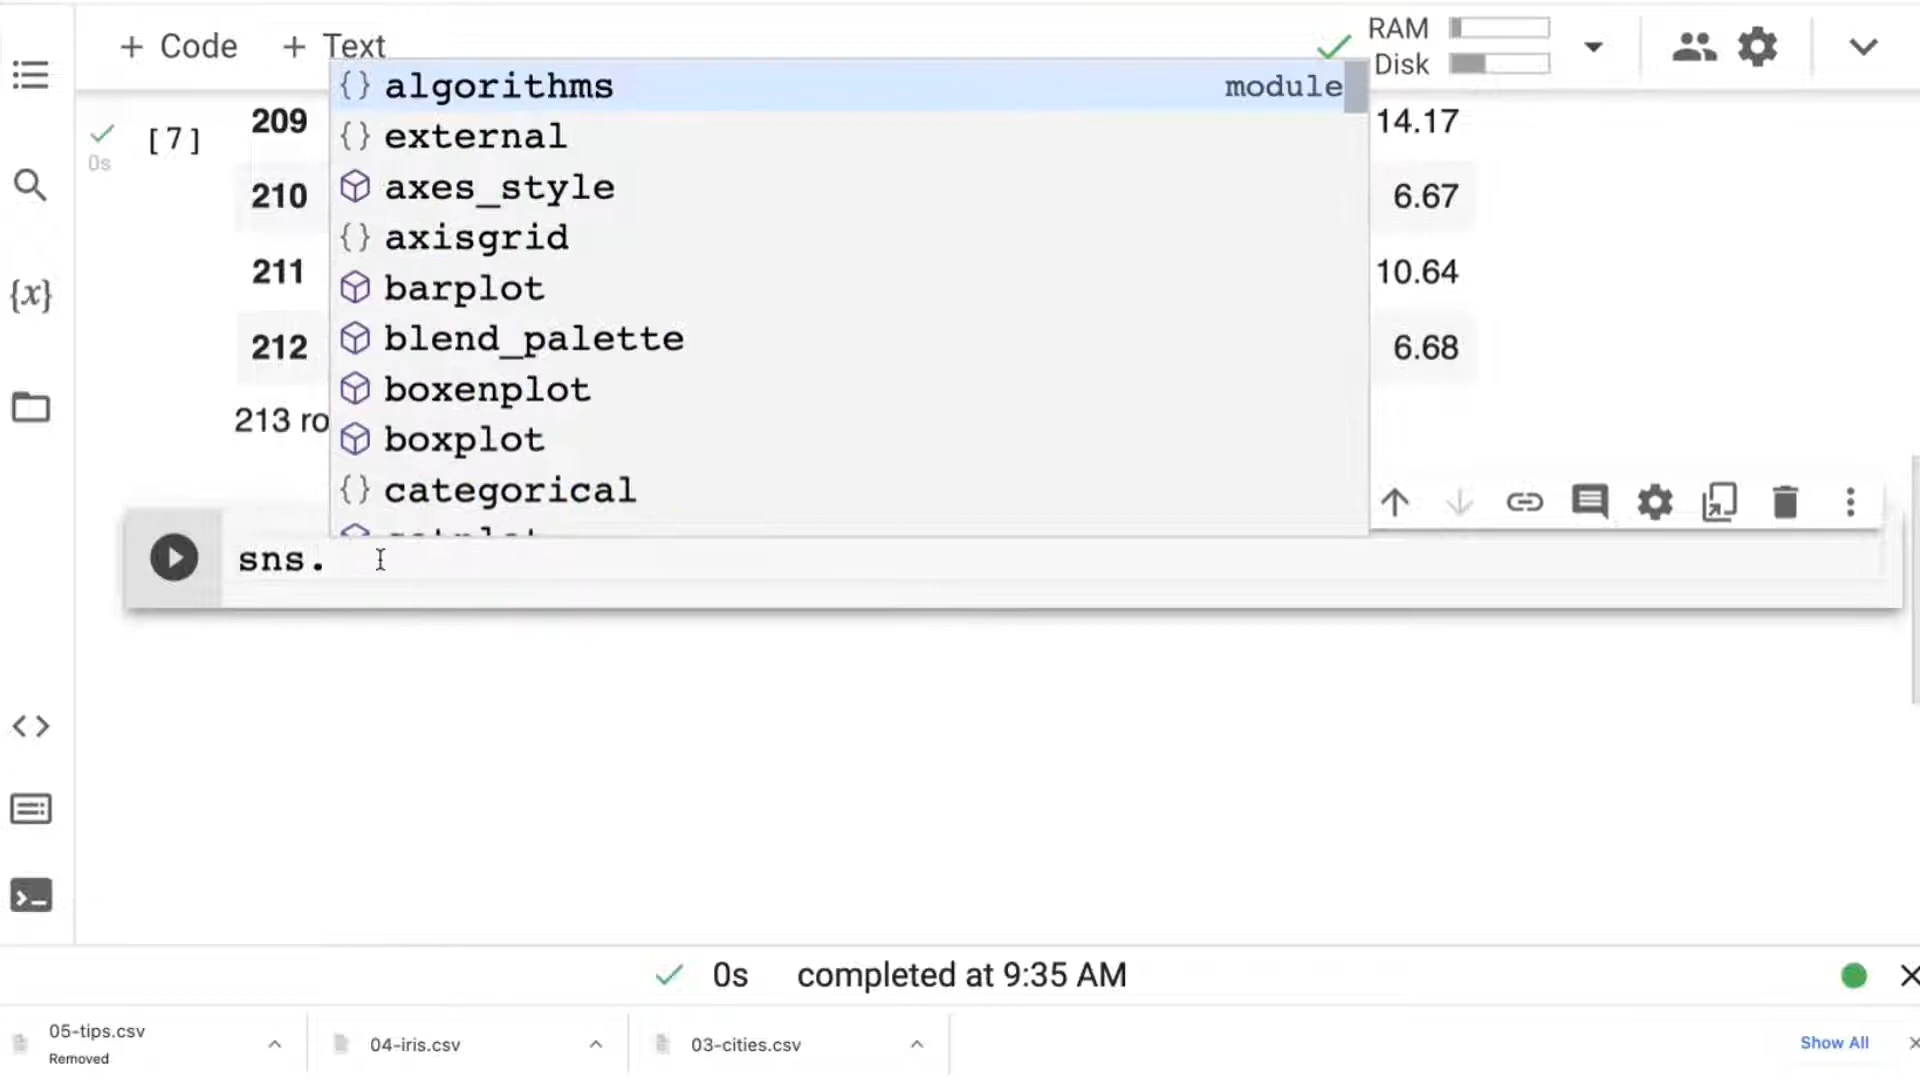 + Code + Text
RAM
Disk
algorithms module
external
axes_style
axisgrid
barplot
blend_palette
boxenplot
boxplot
categorical
0s
[7]
209 14.17
210 6.67
211 10.64
212 6.68
213 ro
{x}
sns.
0s completed at 9:35 AM
05-tips.csv
Removed
04-iris.csv
03-cities.csv
Show All